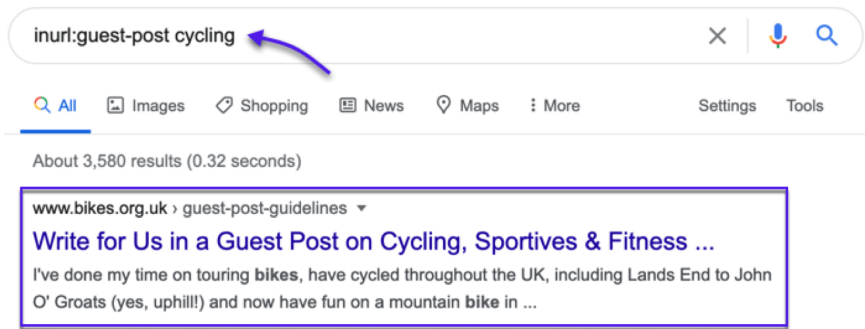 inurl:guest-post cycling
All Images Shopping News Maps More Settings Tools
About 3,580 results (0.32 seconds)
www.bikes.org.uk › guest-post-guidelines
Write for Us in a Guest Post on Cycling, Sportives & Fitness ...
I've done my time on touring bikes, have cycled throughout the UK, including Lands End to John
O' Groats (yes, uphill!) and now have fun on a mountain bike in ...